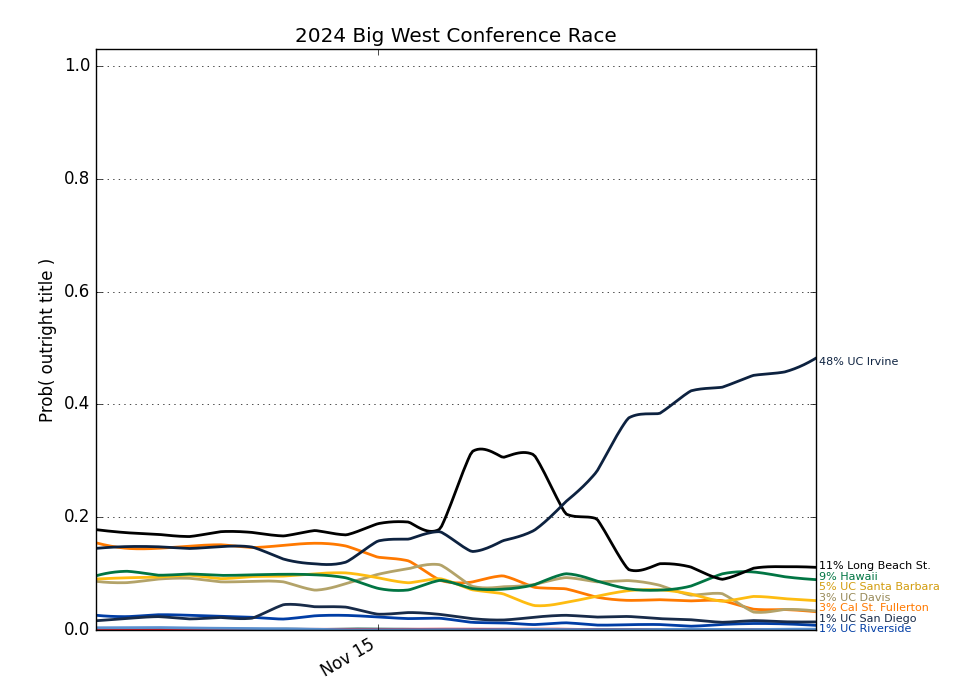 2024 Big West Conference Race
Prob( outright title )
1.0
0.8
0.6
0.4
0.2
0.0
Nov 15
48% UC Irvine
11% Long Beach St.
9% Hawaii
5% UC Santa Barbara
3% UC Davis
3% Cal St. Fullerton
1% UC San Diego
1% UC Riverside